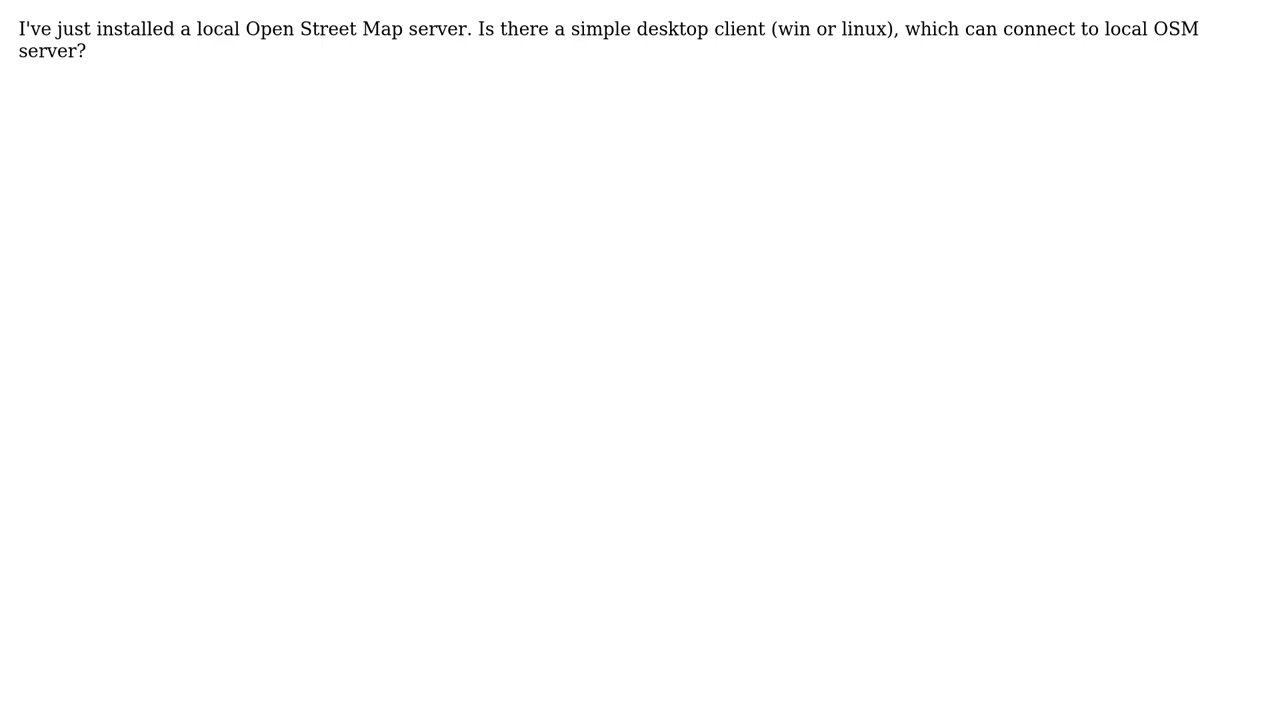 I've just installed a local Open Street Map server. Is there a simple desktop client (win or linux), which can connect to local OSM
server?